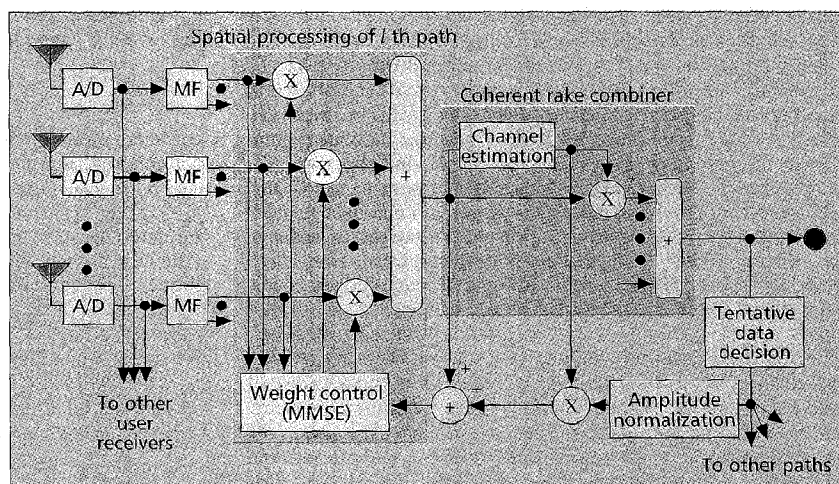 Spatial processing of l th path
A/D
MF
X
Coherent rake combiner
Channel
estimation
A/D
MF
X
+
X
+
A/D
MF
X
Tentative
data
decision
+
−
Weight control
(MMSE)
+
X
Amplitude
normalization
To other
user
receivers
To other paths